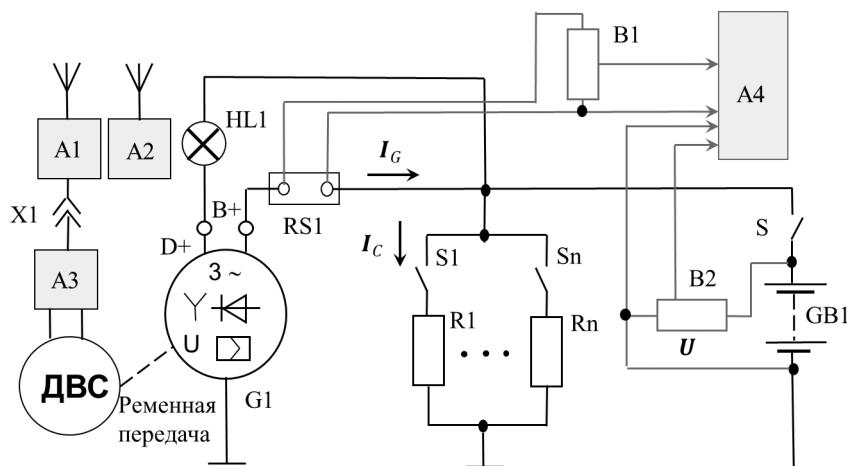 B1
A4
HL1
A1
A2
I_G
X1
B+
RS1
D+
I_C
S1
Sn
S
A3
3 ~
B2
GB1
U
R1
Rn
U
ДВС
• • •
G1
Ременная
передача